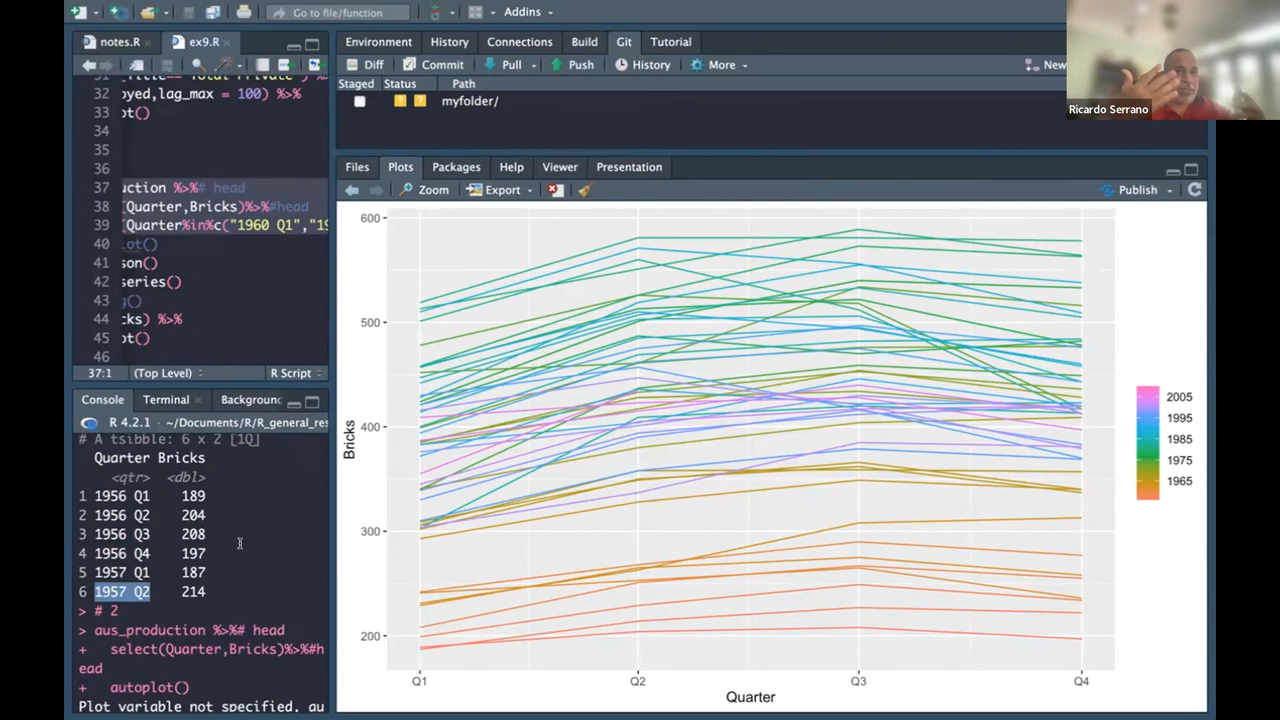 Go to file/function
Addins
notes.R
ex9.R
32 oyed,lag_max = 100) %>%
33 ot()
34
35
36
37 uction %>%# head
38 (Quarter,Bricks)%>%#head
39 (Quarter%in%c("1960 Q1","19
40 lot()
41 son()
42 series()
43 g()
44 cks) %>%
45 ot()
46
37:1 (Top Level) R Script
Console Terminal Background
R 4.2.1 · ~/Documents/R/R_general_res
# A tsibble: 6 x 2 [1Q]
Quarter Bricks
<qtr> <dbl>
1 1956 Q1 189
2 1956 Q2 204
3 1956 Q3 208
4 1956 Q4 197
5 1957 Q1 187
6 1957 Q2 214
> # 2
> aus_production %>%# head
+ select(Quarter,Bricks)%>%#h
ead
+ autoplot()
Plot variable not specified, au
Environment History Connections Build Git Tutorial
Diff Commit Pull Push History More New
Staged Status Path
myfolder/
Files Plots Packages Help Viewer Presentation
Zoom Export Publish
600
500
400
300
200
Bricks
Q1 Q2 Q3 Q4
Quarter
2005
1995
1985
1975
1965
Ricardo Serrano